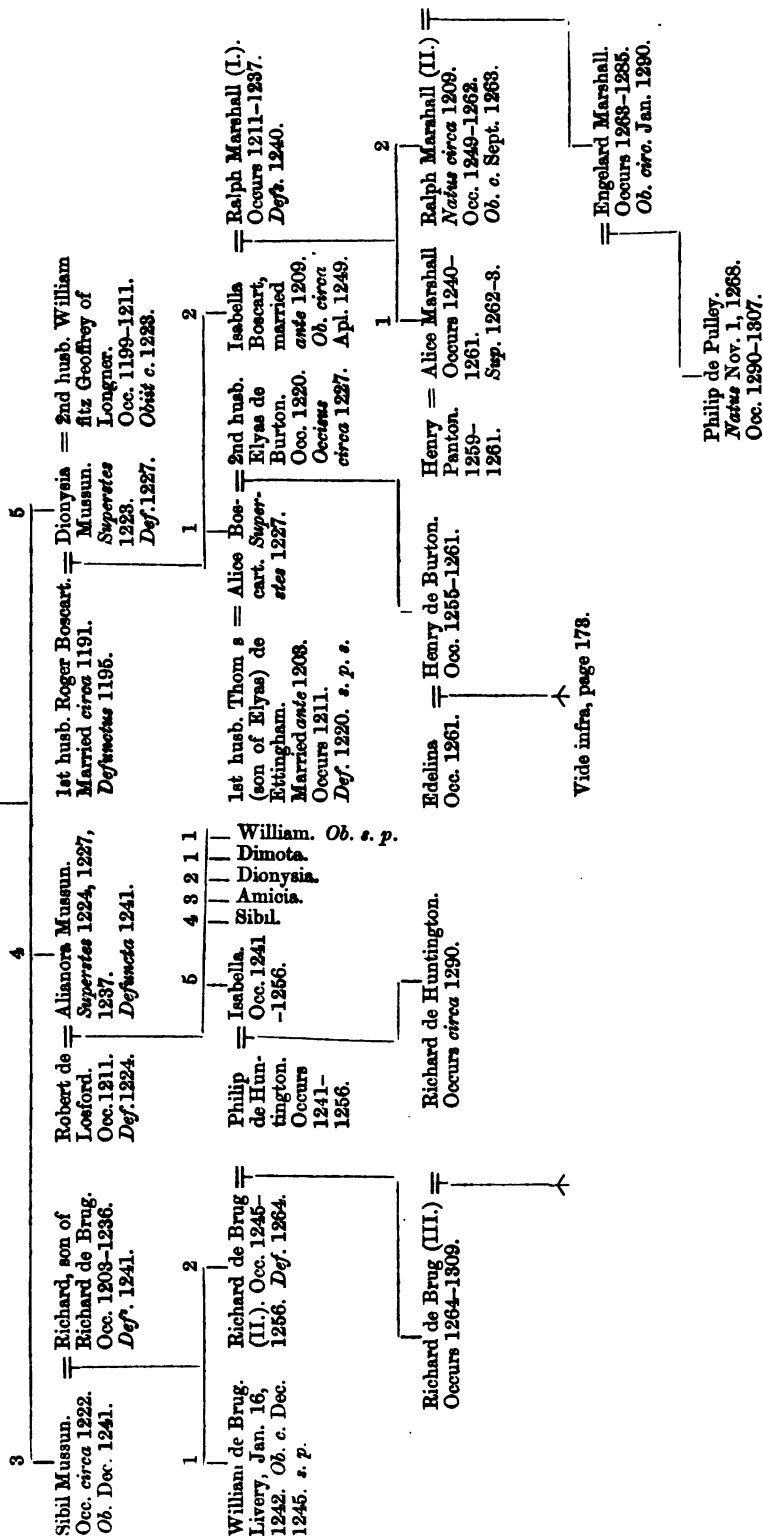 3
Sibil Mussun.
Occ. circa 1222.
Ob. Dec. 1241.
=
Richard, son of
Richard de Brug.
Occ. 1203–1236.
Defs. 1241.
4
Robert de
Losford.
Occ. 1211.
Def. 1224.
=
Alianora Mussun.
Superstes 1224, 1227,
1237.
Defuncta 1241.
5
1st husb. Roger Boscart.
Married circa 1191.
Defunctus 1195.
=
Dionysia
Mussun.
Superstes
1223.
Def. 1227.
=
2nd husb. William
fitz Geoffrey of
Longner.
Occ. 1199–1211.
Obiit c. 1223.
1
William de Brug.
Livery, Jan. 16,
1242. Ob. c. Dec.
1245. s. p.
2
Richard de Brug
(II.). Occ. 1245–
1256. Def. 1264.
=
Philip
de Hun-
tington.
Occurs
1241–
1256.
=
5
Isabella.
Occ. 1241
–1256.
4
Sibil.
3
Amicia.
2
Dionysia.
1
Dimota.
1
William. Ob. s. p.
1st husb. Thom s
(son of Elyas) de
Ettingham.
Married ante 1203.
Occurs 1211.
Def. 1220. s. p. s.
=
1
Alice Bos-
cart. Super-
stes 1227.
=
2nd husb.
Elyas de
Burton.
Occ. 1220.
Occisus
circa 1227.
2
Isabella
Boscart,
married
ante 1209.
Ob. circa
Apl. 1249.
=
Ralph Marshall (I.).
Occurs 1211–1237.
Defs. 1240.
Richard de Brug (III.)
Occurs 1264–1309.
=
Richard de Huntington.
Occurs circa 1290.
Edelina
Occ. 1261.
=
Henry de Burton.
Occ. 1255–1261.
Vide infra, page 173.
Henry
Panton.
1259–
1261.
=
1
Alice Marshall
Occurs 1240–
1261.
Sup. 1262–3.
2
Ralph Marshall (II.)
Natus circa 1209.
Occ. 1249–1262.
Ob. c. Sept. 1263.
=
=
Engelard Marshall.
Occurs 1263–1285.
Ob. circ. Jan. 1290.
Philip de Pulley.
Natus Nov. 1, 1268.
Occ. 1290–1307.